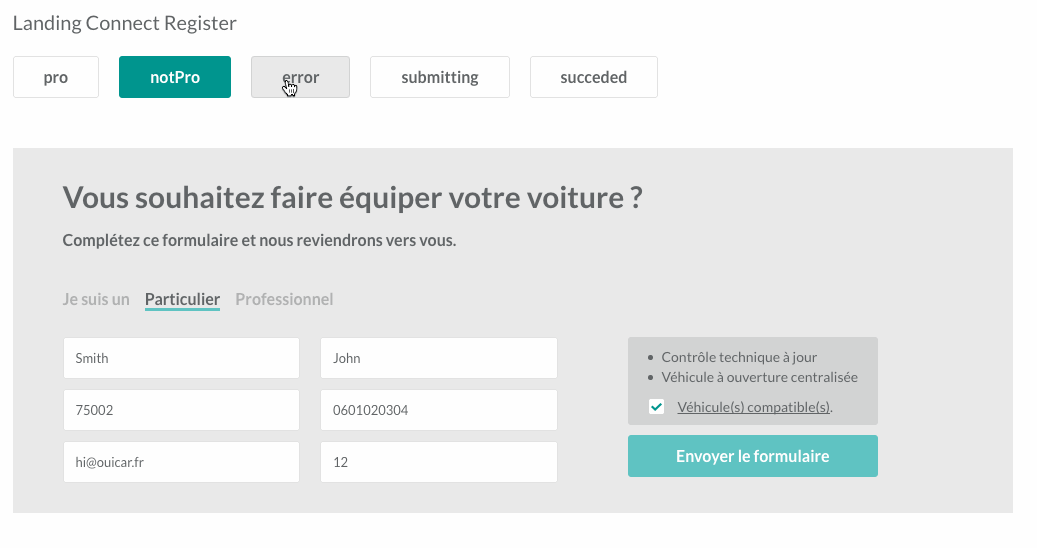 Landing Connect Register
pro notPro error submitting succeded
Vous souhaitez faire équiper votre voiture ?
Complétez ce formulaire et nous reviendrons vers vous.
Je suis un Particulier Professionnel
Smith John
75002 0601020304
hi@ouicar.fr 12
• Contrôle technique à jour
• Véhicule à ouverture centralisée
Véhicule(s) compatible(s).
Envoyer le formulaire